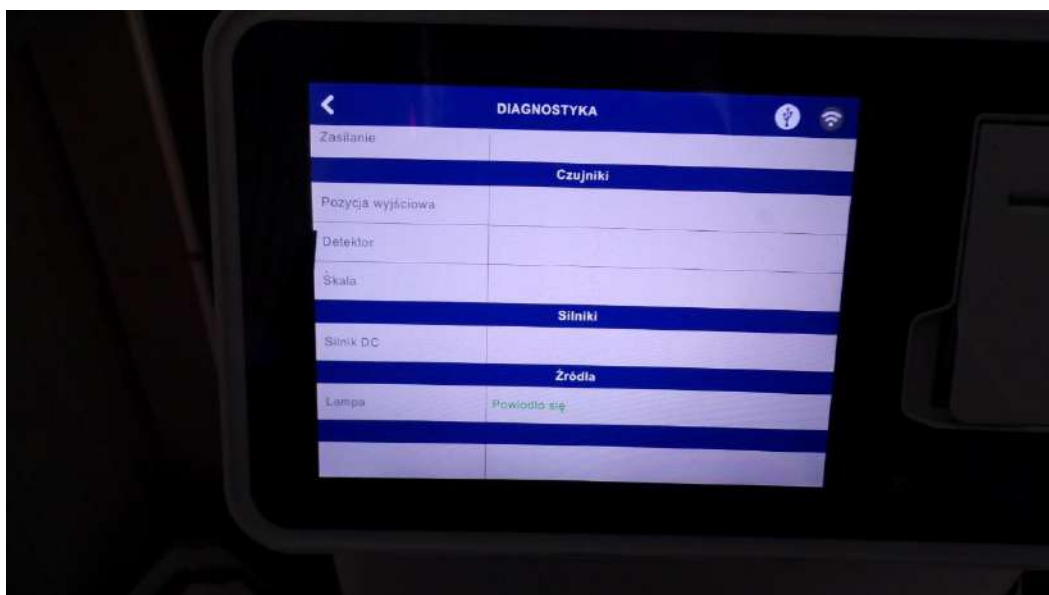 DIAGNOSTYKA
Zasilanie
Czujniki
Pozycja wyjściowa
Detektor
Skala
Silniki
Silnik DC
Źródła
Lampa Powiodło się